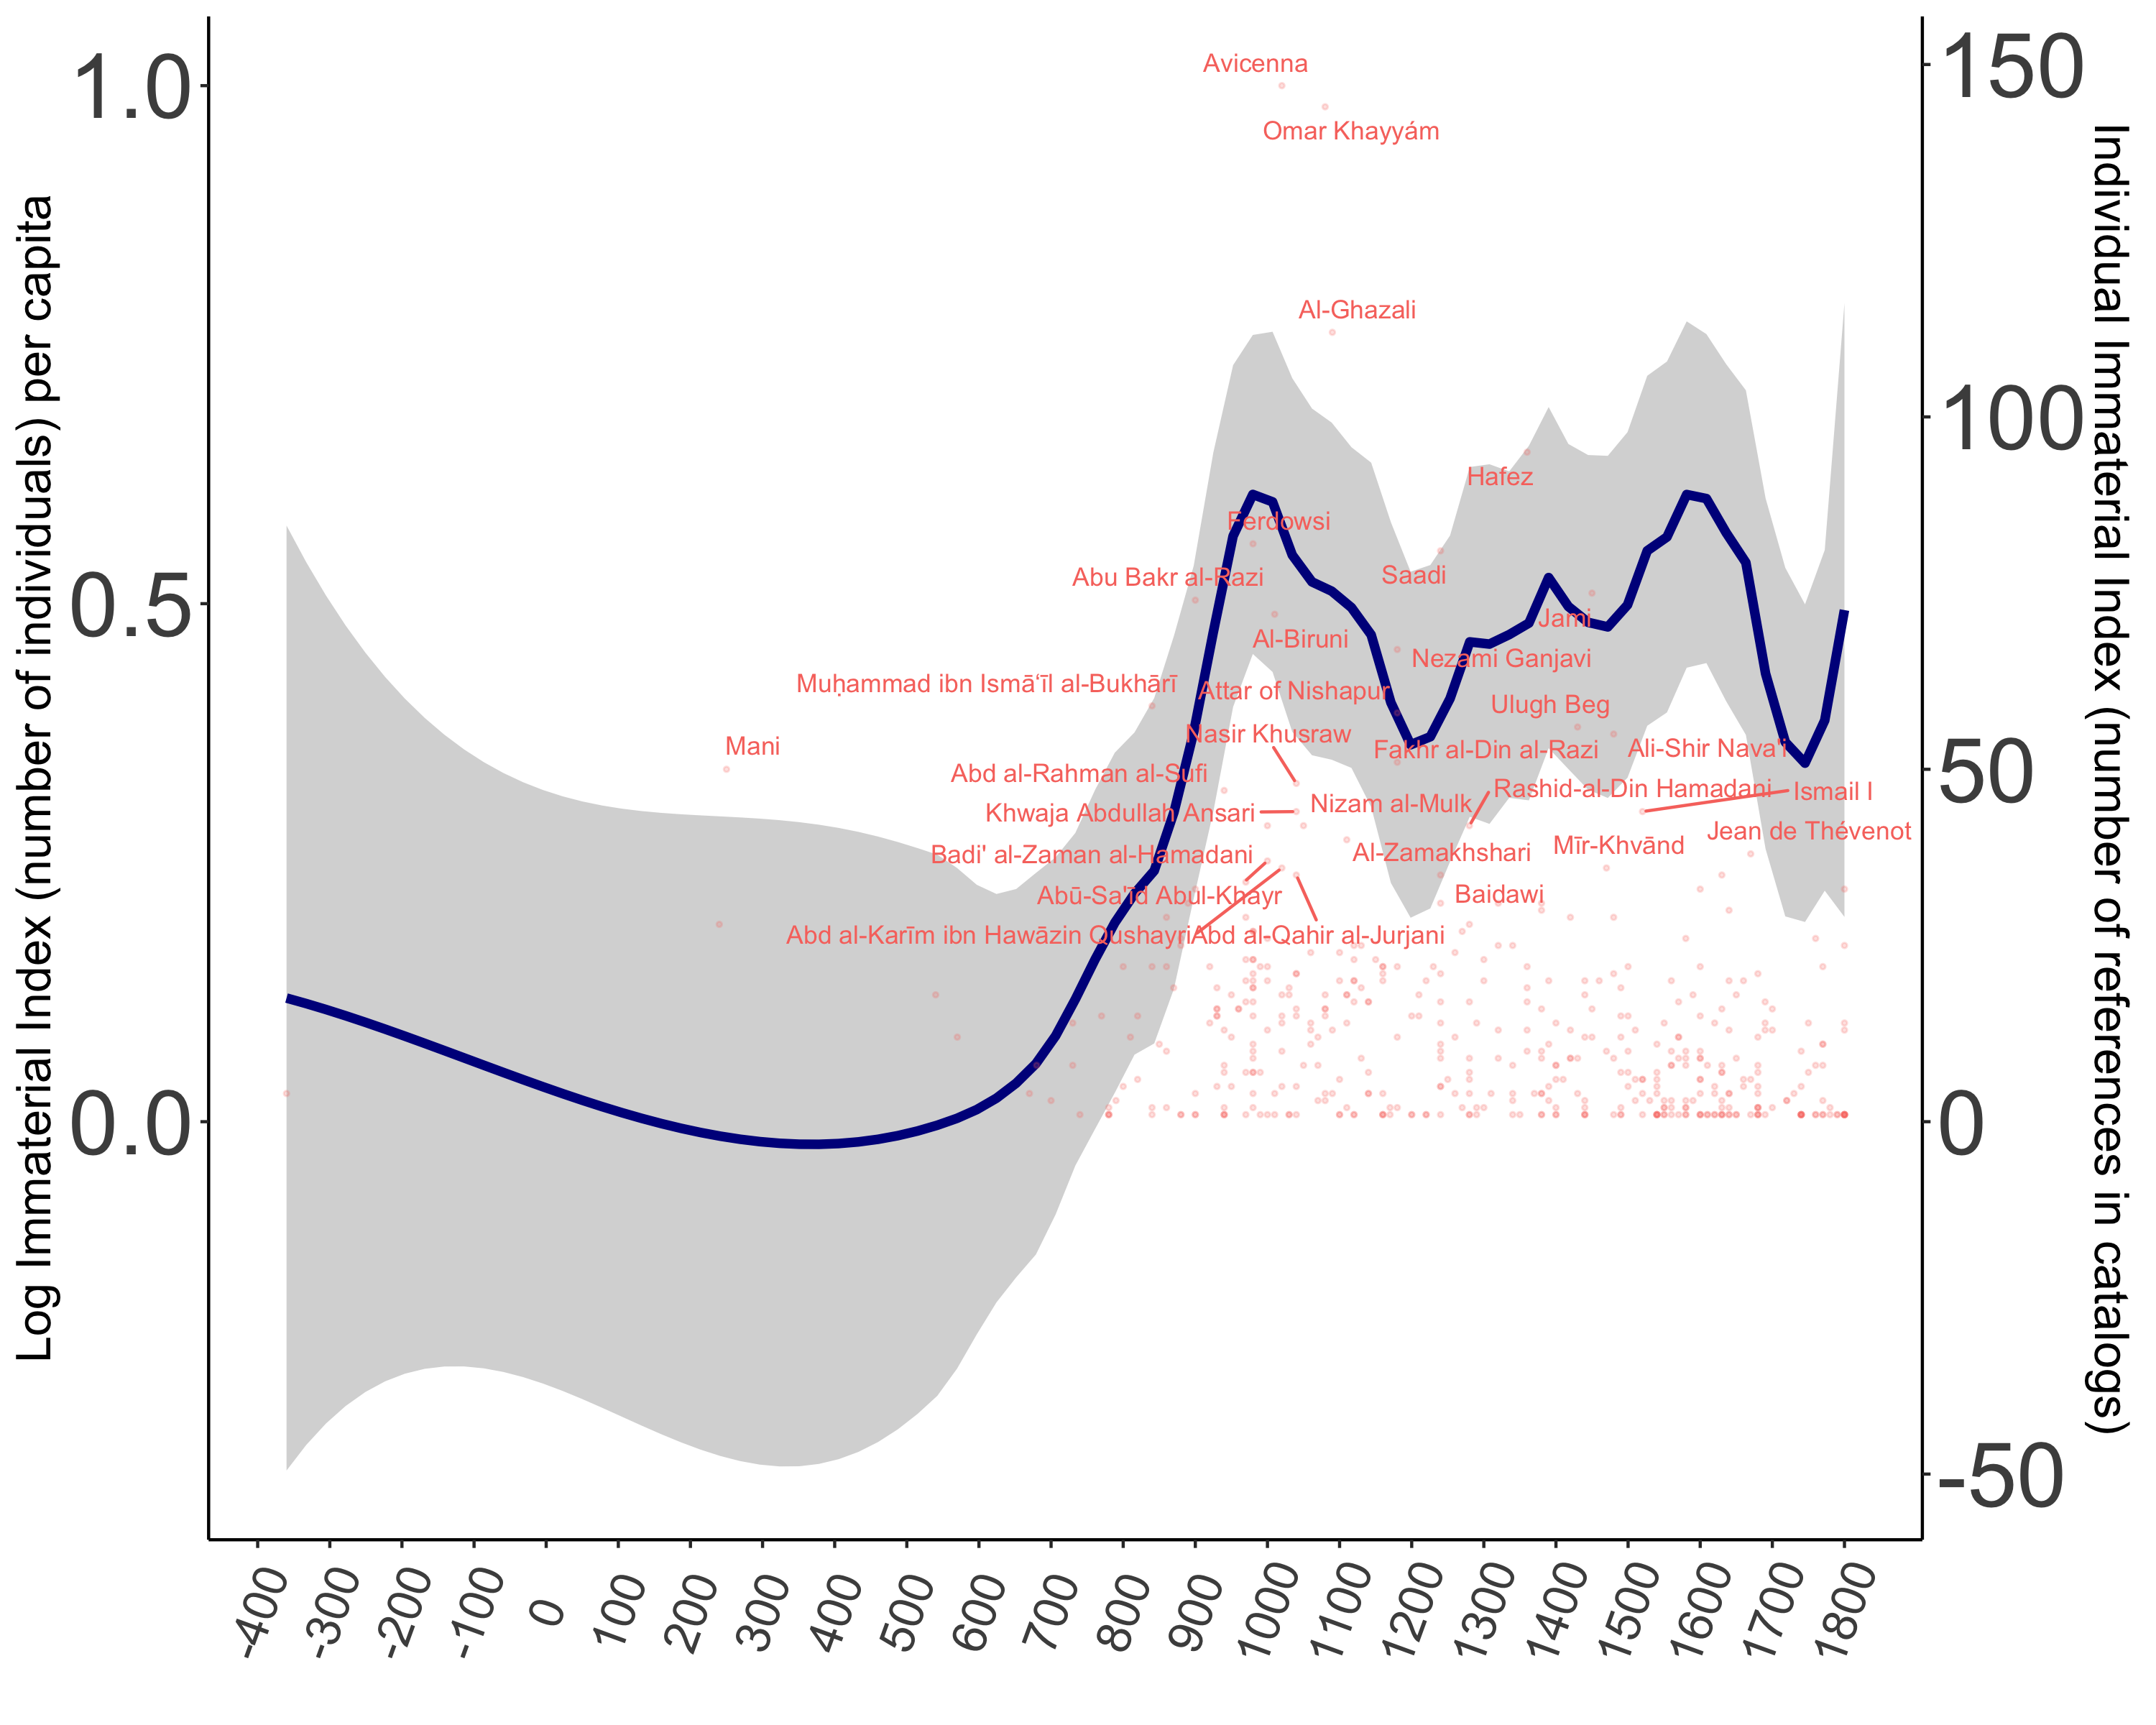 Log Immaterial Index (number of individuals) per capita
1.0
0.5
0.0
Avicenna
Omar Khayyám
Al-Ghazali
Hafez
Ferdowsi
Abu Bakr al-Razi
Saadi
Jami
Al-Biruni
Nezami Ganjavi
Muḥammad ibn Ismā‘īl al-Bukhārī
Attar of Nishapur
Ulugh Beg
Nasir Khusraw
Mani
Fakhr al-Din al-Razi
Ali-Shir Nava'i
Abd al-Rahman al-Sufi
Rashid-al-Din Hamadani
Ismail I
Khwaja Abdullah Ansari
Nizam al-Mulk
Jean de Thévenot
Badi' al-Zaman al-Hamadani
Al-Zamakhshari
Mīr-Khvānd
Abū-Sa'īd Abul-Khayr
Baidawi
Abd al-Karīm ibn Hawāzin Qushayri
Abd al-Qahir al-Jurjani
150
100
50
0
-50
Individual Immaterial Index (number of references in catalogs)
-400
-300
-200
-100
0
100
200
300
400
500
600
700
800
900
1000
1100
1200
1300
1400
1500
1600
1700
1800